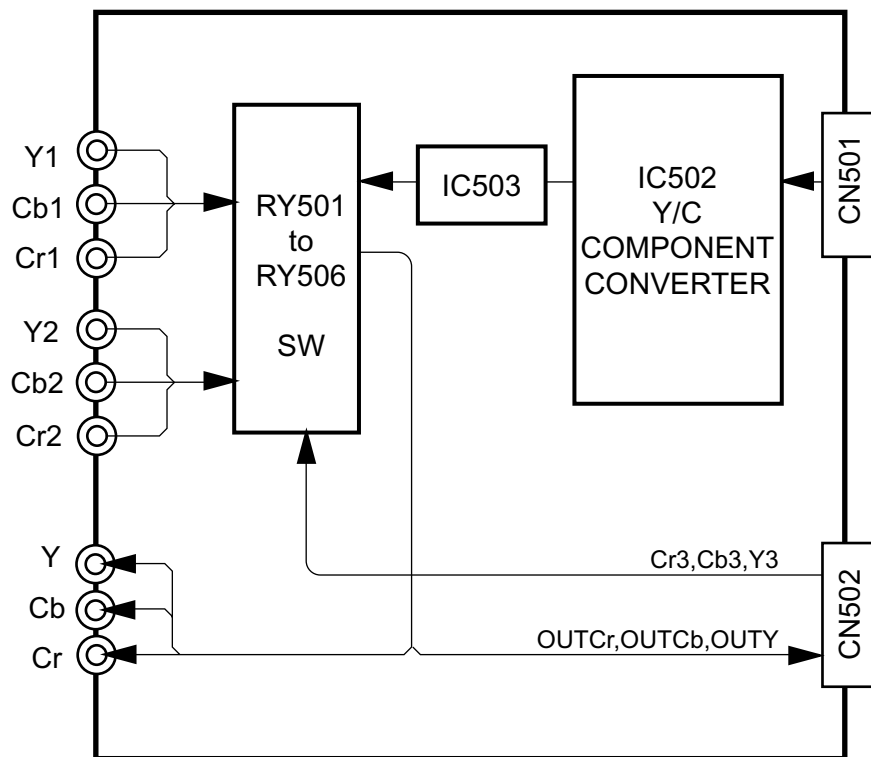 Y1
Cb1
Cr1
Y2
Cb2
Cr2
Y
Cb
Cr
RY501
to
RY506
SW
IC503
IC502
Y/C
COMPONENT
CONVERTER
CN501
Cr3,Cb3,Y3
OUTCr,OUTCb,OUTY
CN502